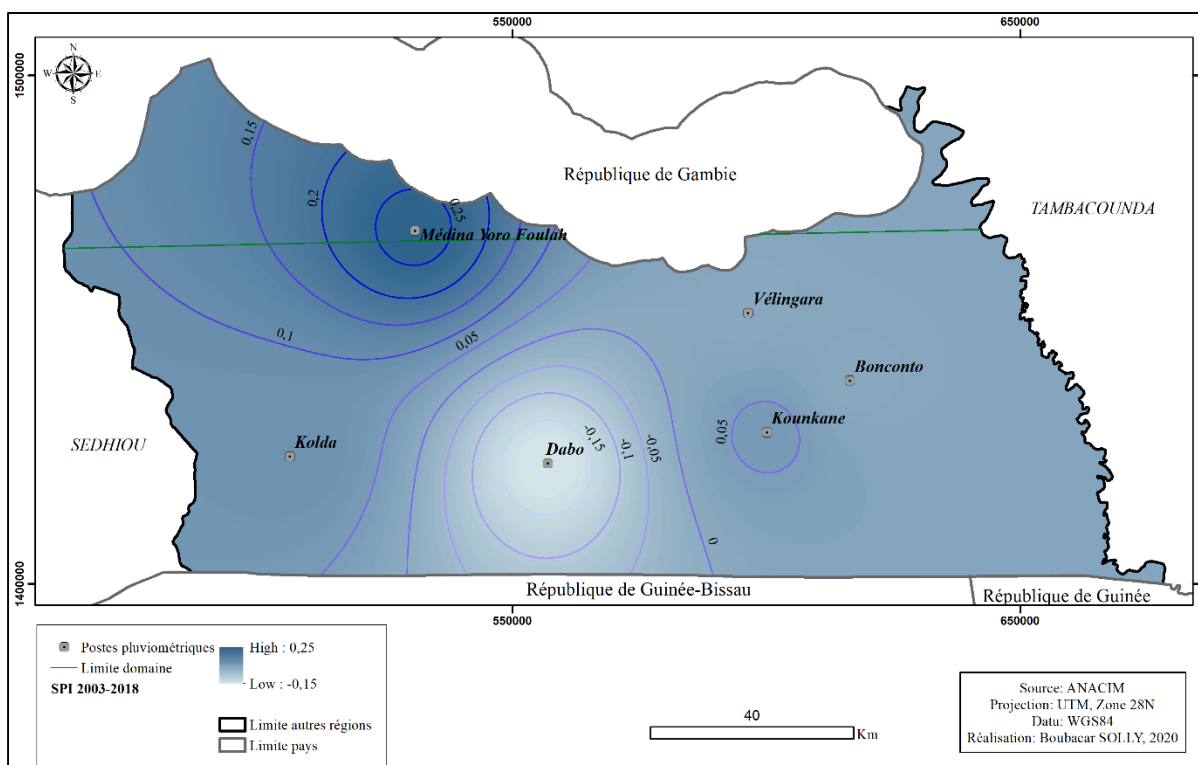 550000
650000
1500000
N
W
E
S
0,15
0,2
0,25
République de Gambie
TAMBACOUNDA
Médina Yoro Foulah
Vélingara
0,1
0,05
Bonconto
Kounkane
0,05
SEDHIOU
Kolda
Dabo
-0,15
-0,1
-0,05
0
République de Guinée-Bissau
République de Guinée
1400000
550000
650000
Postes pluviométriques
Limite domaine
SPI 2003-2018
High : 0,25
Low : -0,15
Limite autres régions
Limite pays
40
Km
Source: ANACIM
Projection: UTM, Zone 28N
Datu: WGS84
Réalisation: Boubacar SOLLY, 2020